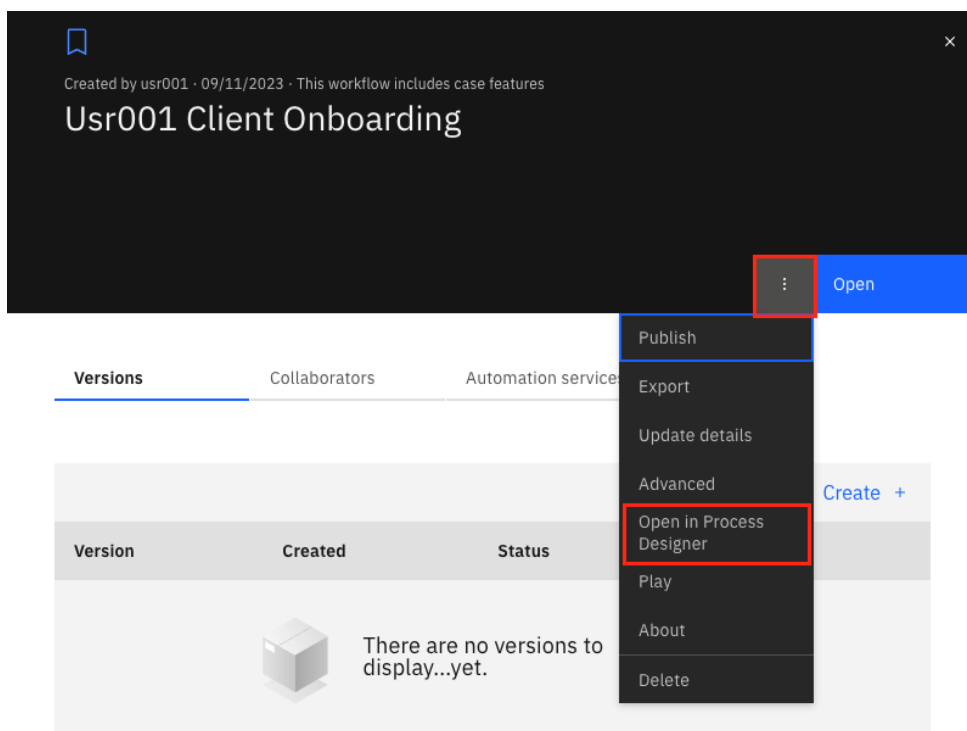 Created by usr001 · 09/11/2023 · This workflow includes case features
Usr001 Client Onboarding
Open
Publish
Versions
Collaborators
Automation services
Export
Update details
Advanced
Create +
Open in Process
Designer
Version
Created
Status
Play
About
There are no versions to
display...yet.
Delete